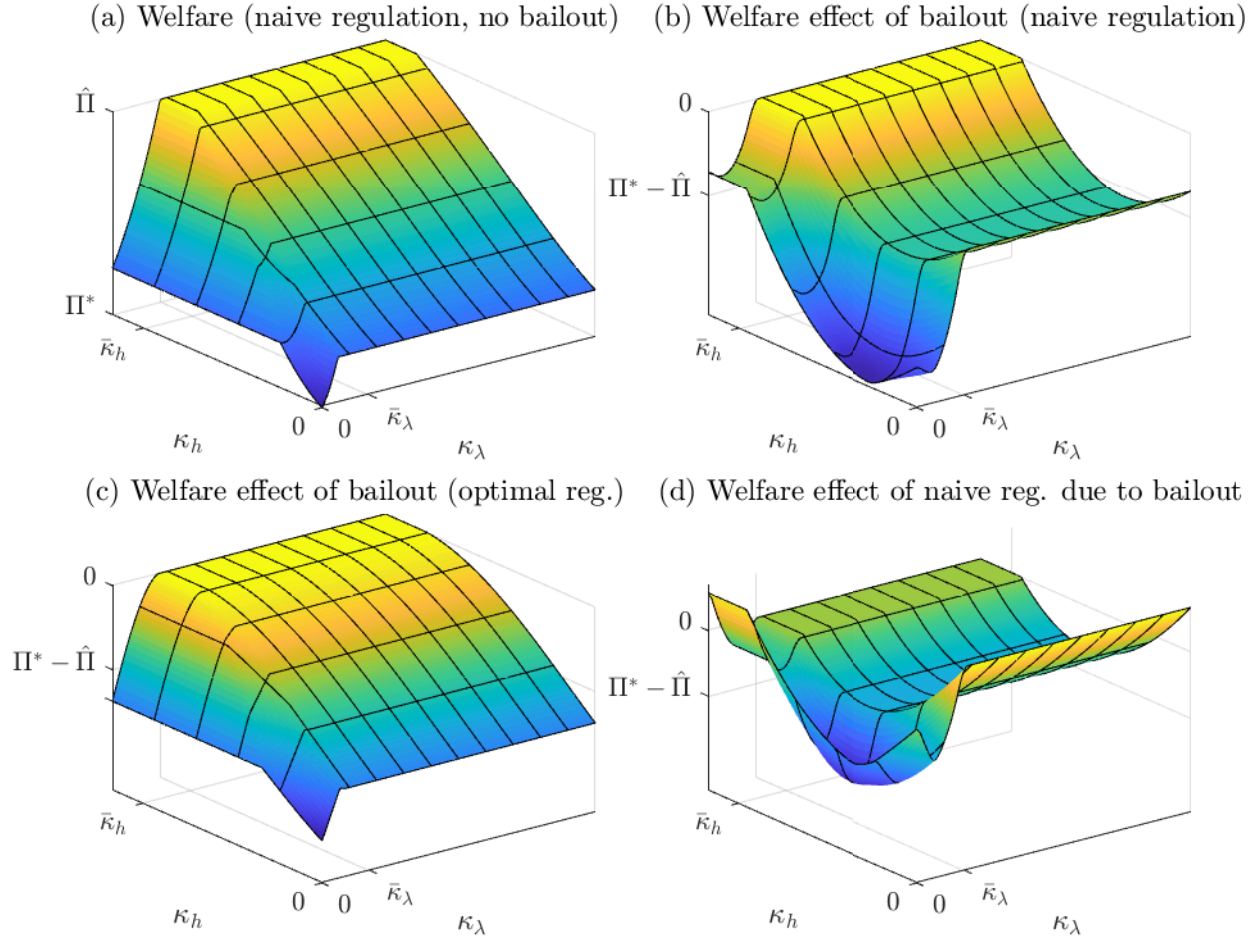 (a) Welfare (naive regulation, no bailout)
Π̂
Π*
κ̄_h
κ_h
0
0
κ̄_λ
κ_λ
(b) Welfare effect of bailout (naive regulation)
0
Π* − Π̂
κ̄_h
κ_h
0
0
κ̄_λ
κ_λ
(c) Welfare effect of bailout (optimal reg.)
0
Π* − Π̂
κ̄_h
κ_h
0
0
κ̄_λ
κ_λ
(d) Welfare effect of naive reg. due to bailout
0
Π* − Π̂
κ̄_h
κ_h
0
0
κ̄_λ
κ_λ